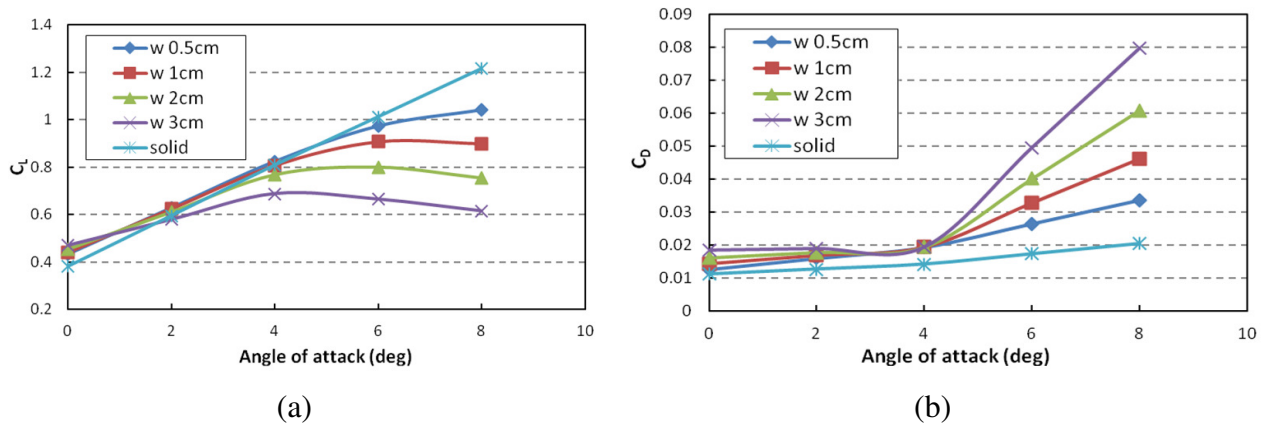 1.4
1.2
1
0.8
0.6
0.4
0.2
C_L
w 0.5cm
w 1cm
w 2cm
w 3cm
solid
0 2 4 6 8 10
Angle of attack (deg)
(a)
0.09
0.08
0.07
0.06
0.05
0.04
0.03
0.02
0.01
0
C_D
w 0.5cm
w 1cm
w 2cm
w 3cm
solid
0 2 4 6 8 10
Angle of attack (deg)
(b)